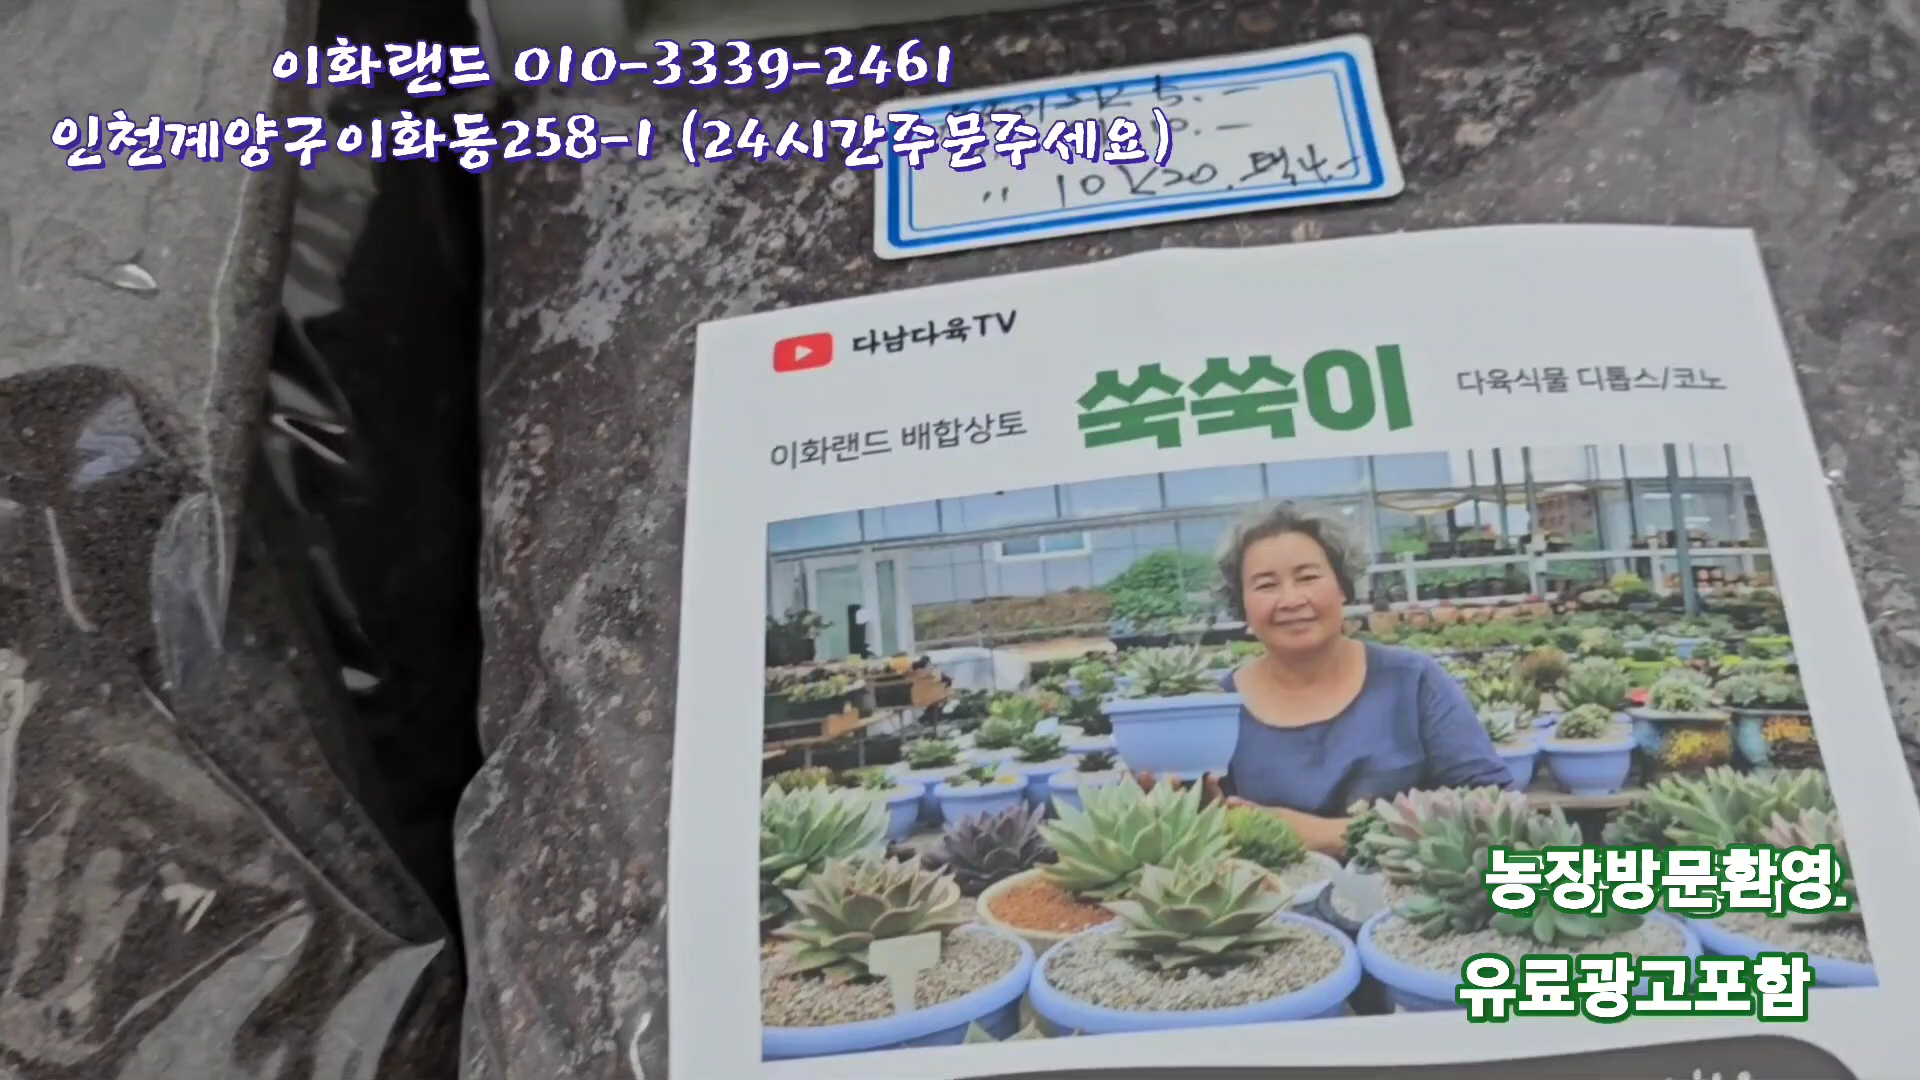 이화랜드 010-3339-2461
인천계양구이화동258-1 (24시간주문주세요)
" 10K20.택4.-
다남다육TV
쑥쑥이
다육식물 디톱스/코노
이화랜드 배합상토
농장방문환영.
유료광고포함